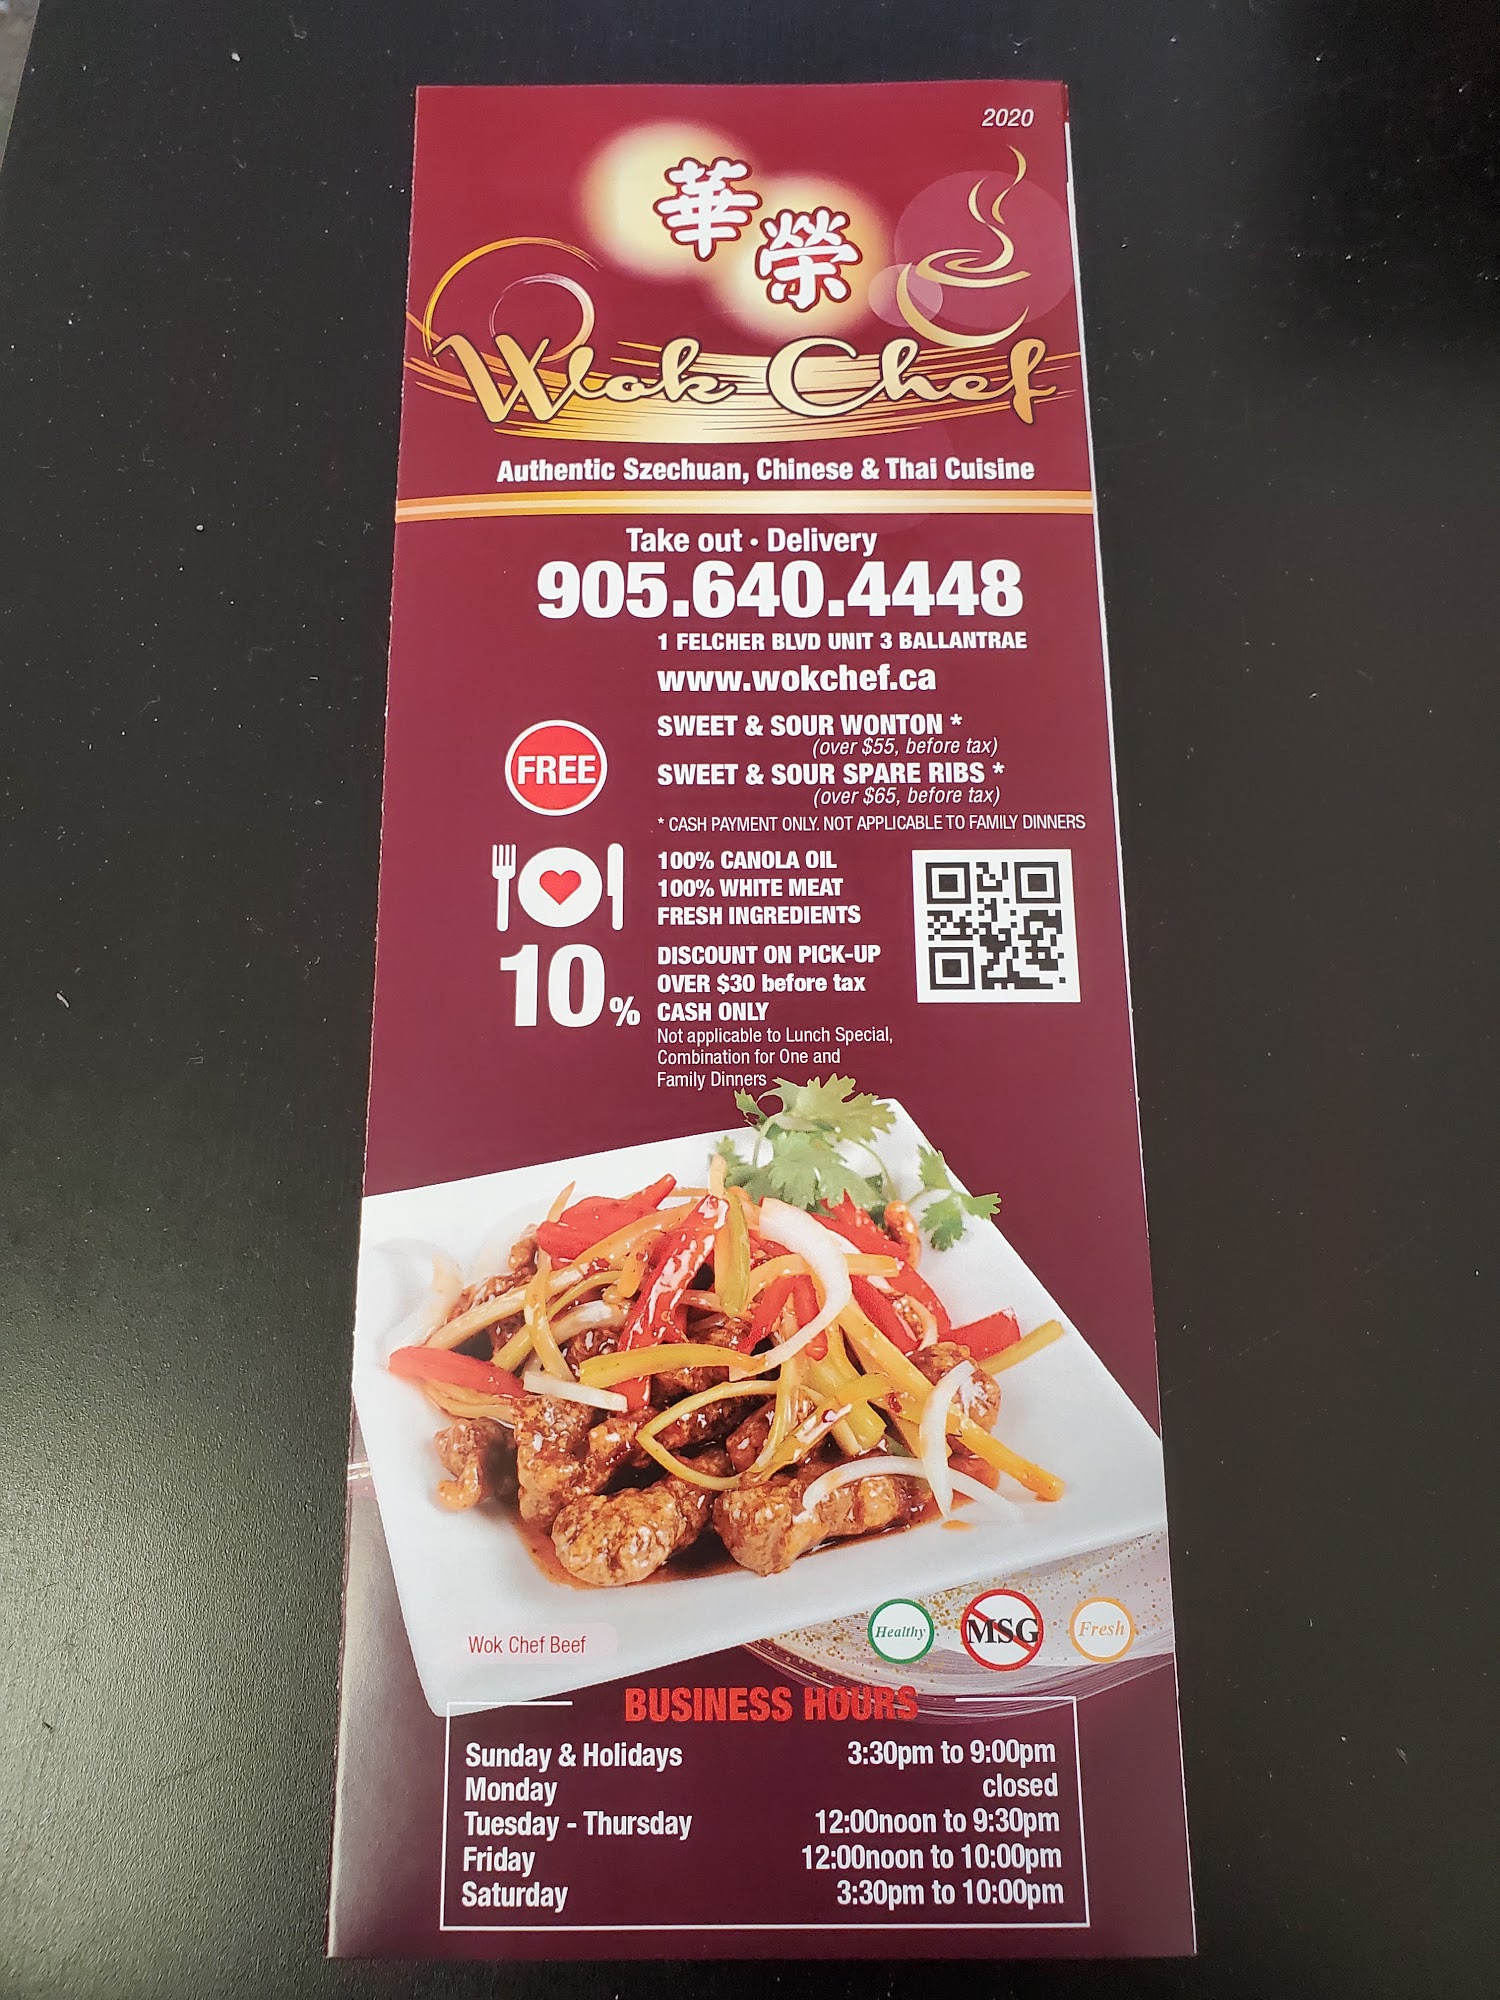 2020
華
榮
Wok Chef
Authentic Szechuan, Chinese & Thai Cuisine
Take out · Delivery
905.640.4448
1 FELCHER BLVD UNIT 3 BALLANTRAE
www.wokchef.ca
FREE
SWEET & SOUR WONTON *
(over $55, before tax)
SWEET & SOUR SPARE RIBS *
(over $65, before tax)
* CASH PAYMENT ONLY. NOT APPLICABLE TO FAMILY DINNERS
100% CANOLA OIL
100% WHITE MEAT
FRESH INGREDIENTS
10%
DISCOUNT ON PICK-UP
OVER $30 before tax
CASH ONLY
Not applicable to Lunch Special,
Combination for One and
Family Dinners
Healthy
MSG
Fresh
Wok Chef Beef
BUSINESS HOURS
Sunday & Holidays 3:30pm to 9:00pm
Monday closed
Tuesday - Thursday 12:00noon to 9:30pm
Friday 12:00noon to 10:00pm
Saturday 3:30pm to 10:00pm